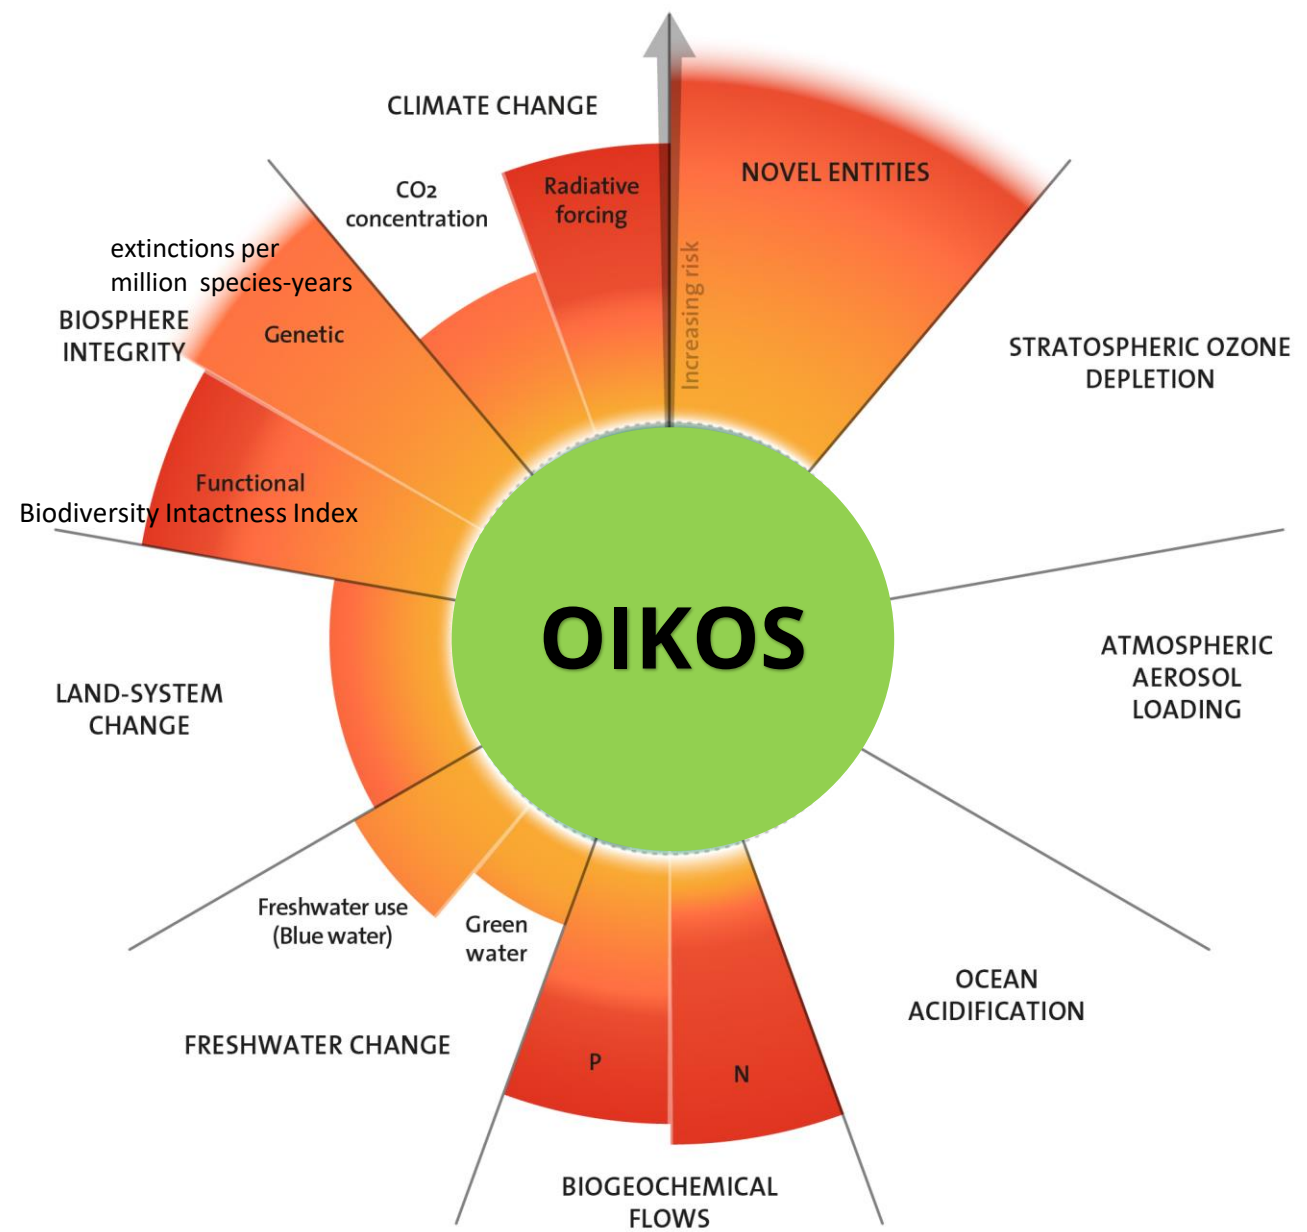 CLIMATE CHANGE
CO2
concentration
Radiative
forcing
NOVEL ENTITIES
Increasing risk
extinctions per
million species-years
BIOSPHERE
INTEGRITY
Genetic
Functional
Biodiversity Intactness Index
STRATOSPHERIC OZONE
DEPLETION
OIKOS
ATMOSPHERIC
AEROSOL
LOADING
LAND-SYSTEM
CHANGE
Freshwater use
(Blue water)
Green
water
FRESHWATER CHANGE
OCEAN
ACIDIFICATION
P
N
BIOGEOCHEMICAL
FLOWS